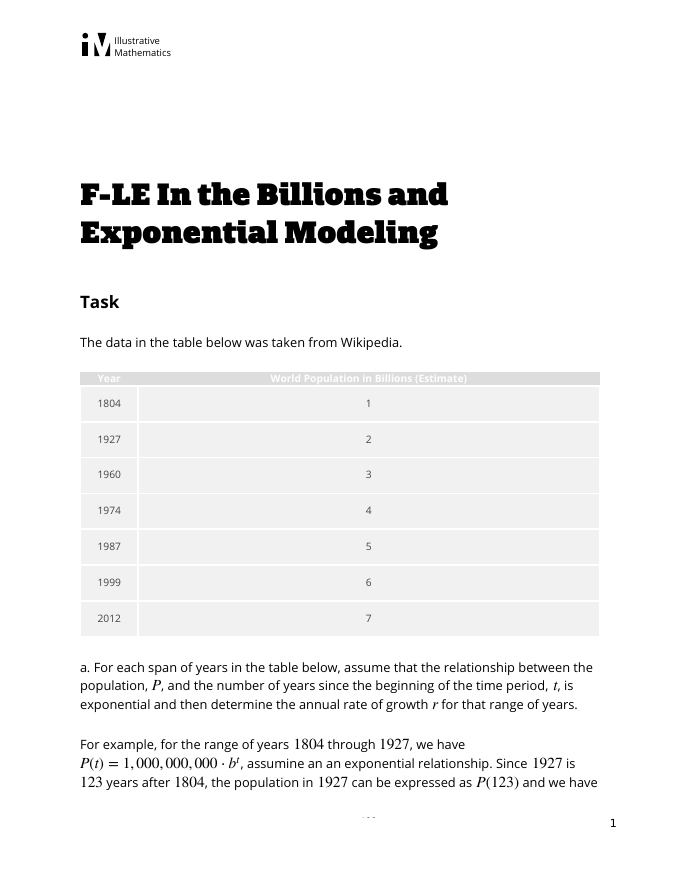 Illustrative
Mathematics
F-LE In the Billions and
Exponential Modeling
Task
The data in the table below was taken from Wikipedia.
Year World Population in Billions (Estimate)
1804 1
1927 2
1960 3
1974 4
1987 5
1999 6
2012 7
a. For each span of years in the table below, assume that the relationship between the
population, P, and the number of years since the beginning of the time period, t, is
exponential and then determine the annual rate of growth r for that range of years.
For example, for the range of years 1804 through 1927, we have
P(t) = 1,000,000,000 · bᵗ, assumine an an exponential relationship. Since 1927 is
123 years after 1804, the population in 1927 can be expressed as P(123) and we have
1